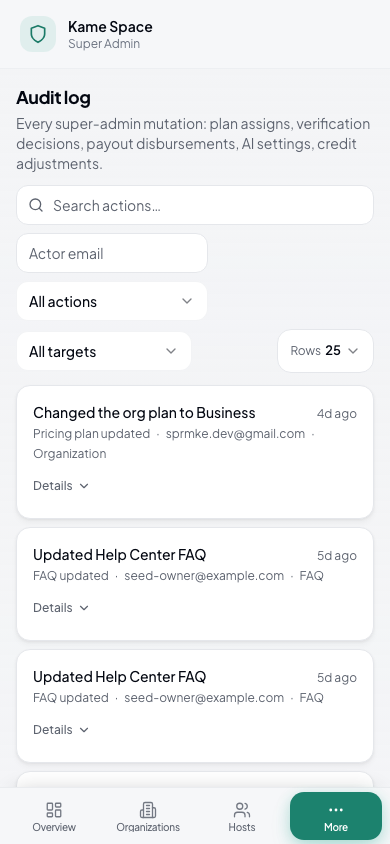 Kame Space
Super Admin
Audit log
Every super-admin mutation: plan assigns, verification
decisions, payout disbursements, AI settings, credit
adjustments.
Search actions…
Actor email
All actions
All targets
Rows 25
Changed the org plan to Business 4d ago
Pricing plan updated · sprmke.dev@gmail.com ·
Organization
Details
Updated Help Center FAQ 5d ago
FAQ updated · seed-owner@example.com · FAQ
Details
Updated Help Center FAQ 5d ago
FAQ updated · seed-owner@example.com · FAQ
Details
Overview Organizations Hosts More